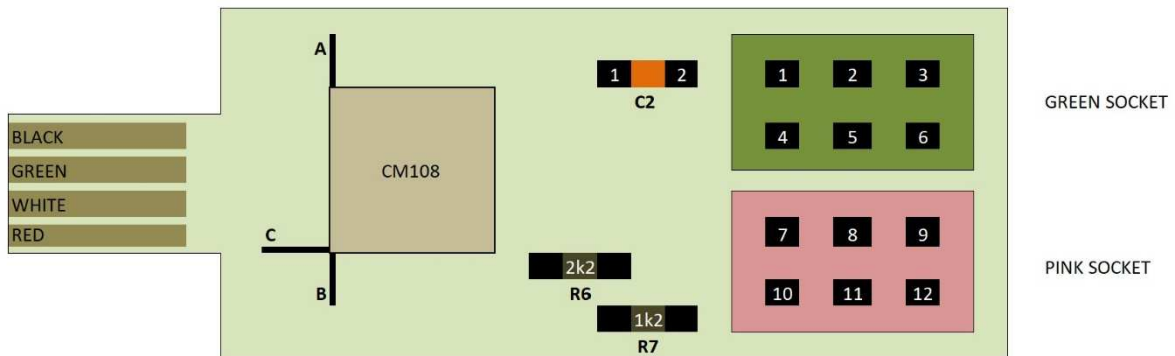 A
1 2
C2
1 2 3
4 5 6
GREEN SOCKET
BLACK
GREEN
WHITE
RED
CM108
C
B
2k2
R6
1k2
R7
7 8 9
10 11 12
PINK SOCKET